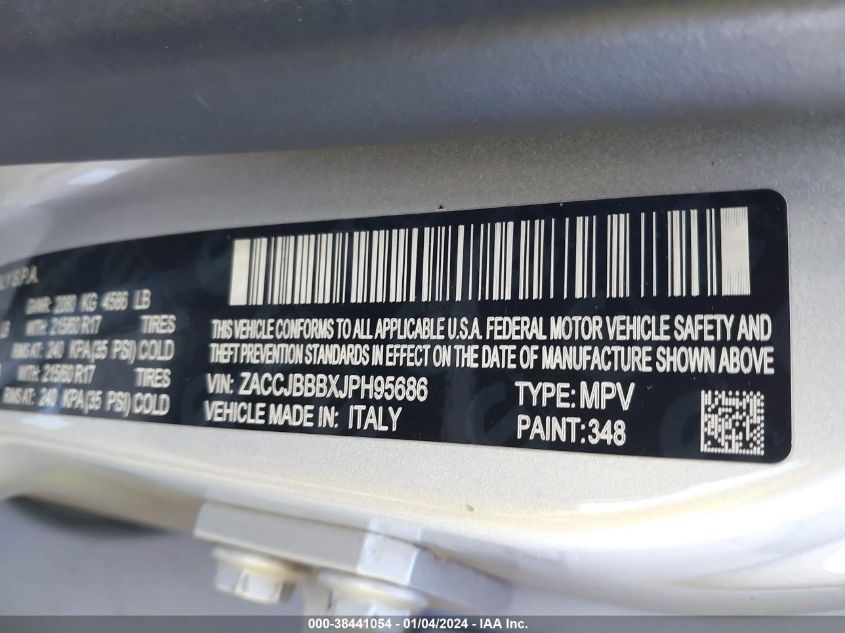 S.P.A.
GVWR: 2080 KG 4586 LB
LB WITH: 215/60 R17 TIRES
RIMS AT: 240 KPA(35 PSI) COLD
WITH: 215/60 R17 TIRES
RIMS AT: 240 KPA(35 PSI) COLD
THIS VEHICLE CONFORMS TO ALL APPLICABLE U.S.A. FEDERAL MOTOR VEHICLE SAFETY AND
THEFT PREVENTION STANDARDS IN EFFECT ON THE DATE OF MANUFACTURE SHOWN ABOVE
VIN: ZACCJBBBXJPH95686 TYPE: MPV
VEHICLE MADE IN: ITALY PAINT: 348
000-38441054 - 01/04/2024 - IAA Inc.